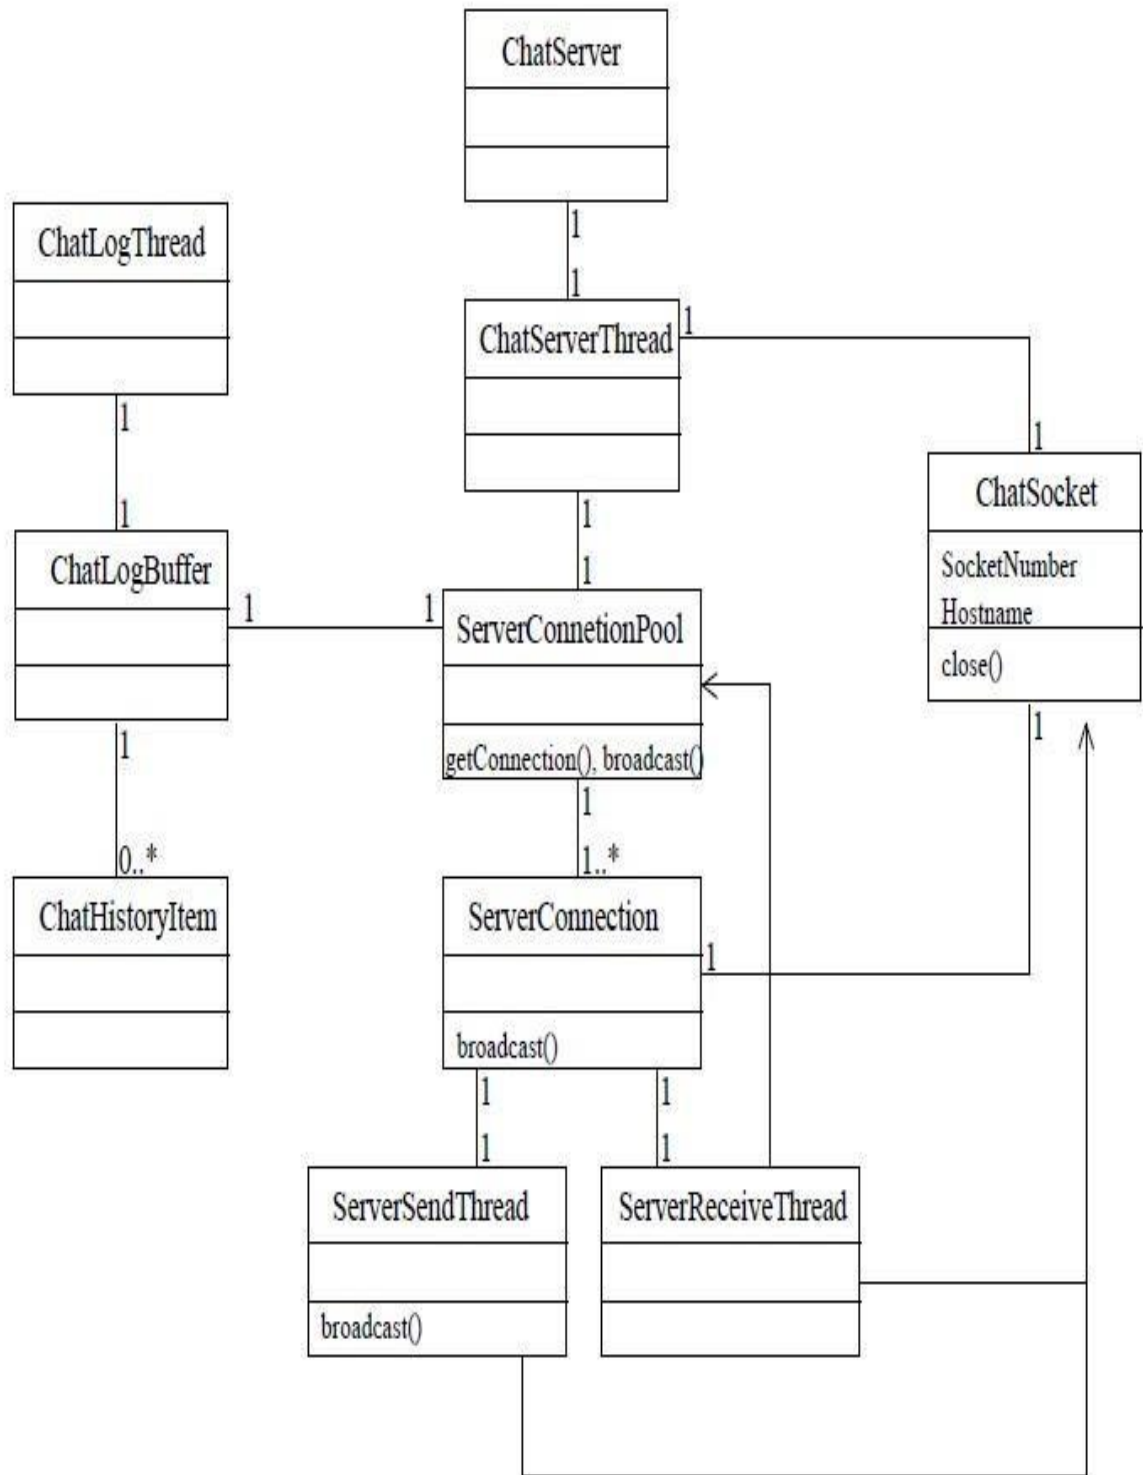 ChatServer
1
1
ChatLogThread
ChatServerThread
1
1
1
1
1
1
1
ChatSocket
SocketNumber
Hostname
close()
ChatLogBuffer
1
1
ServerConnetionPool
getConnection(), broadcast()
1
1
1
0..*
1..*
ChatHistoryItem
ServerConnection
1
broadcast()
1
1
1
1
ServerSendThread
ServerReceiveThread
broadcast()